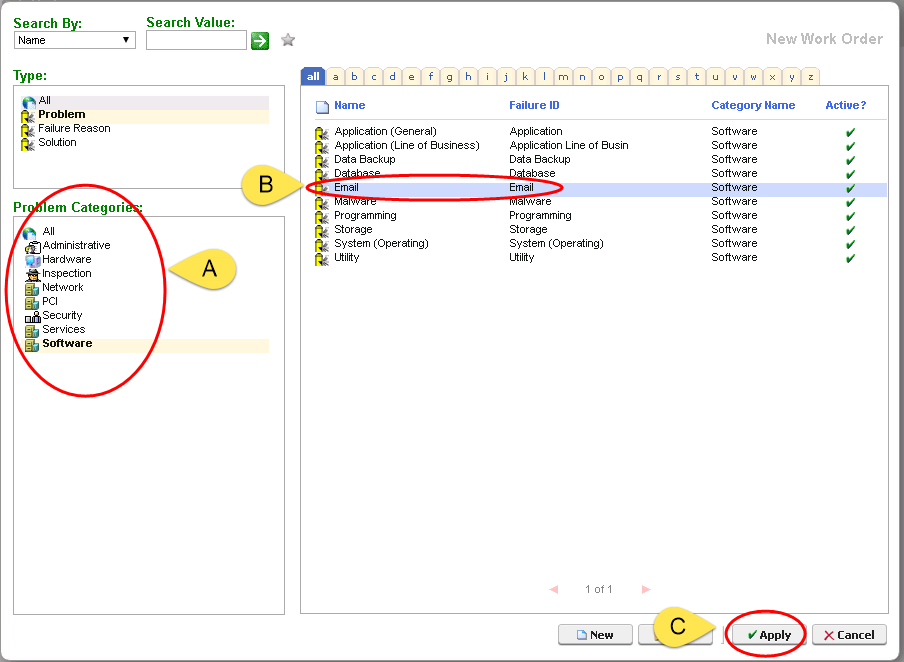 Search By:
Search Value:
Name
New Work Order
Type:
All
Problem
Failure Reason
Solution
Problem Categories:
All
Administrative
Hardware
Inspection
Network
PCI
Security
Services
Software
A
all a b c d e f g h i j k l m n o p q r s t u v w x y z
Name Failure ID Category Name Active?
Application (General) Application Software
Application (Line of Business) Application Line of Busin Software
Data Backup Data Backup Software
Database Database Software
B
Email Email Software
Malware Malware Software
Programming Programming Software
Storage Storage Software
System (Operating) System (Operating) Software
Utility Utility Software
1 of 1
New
C
Apply
Cancel